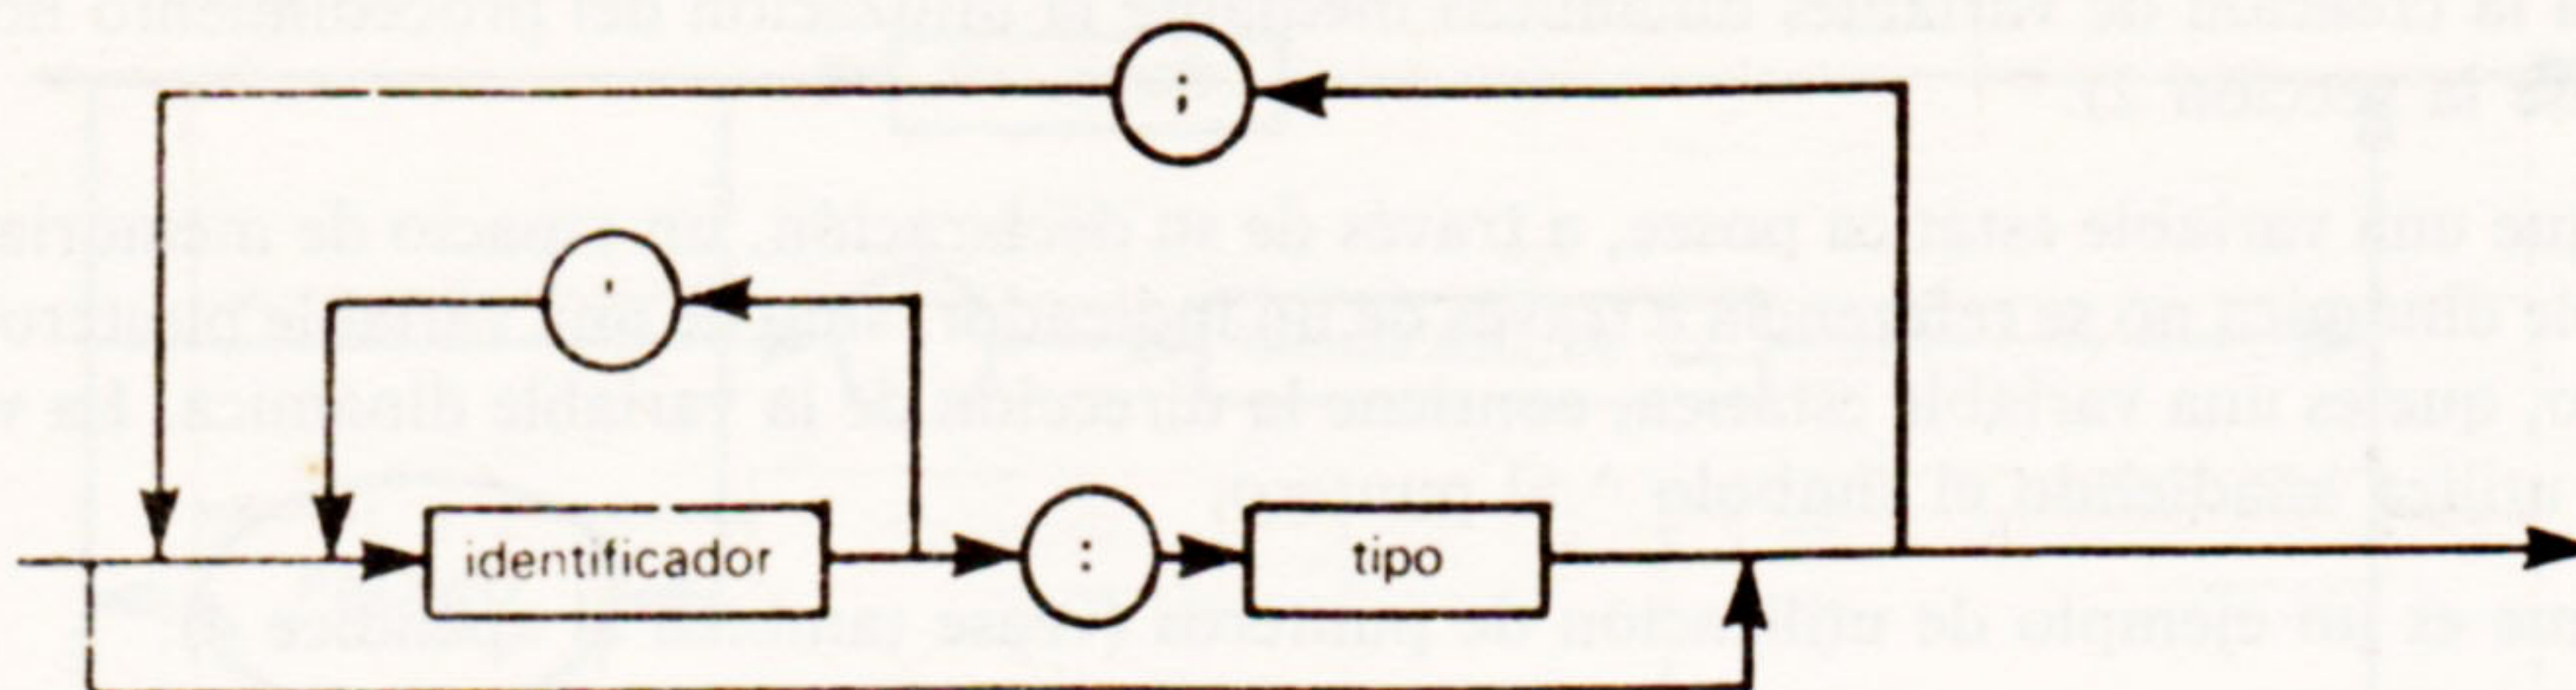 ;
'
identificador
:
tipo